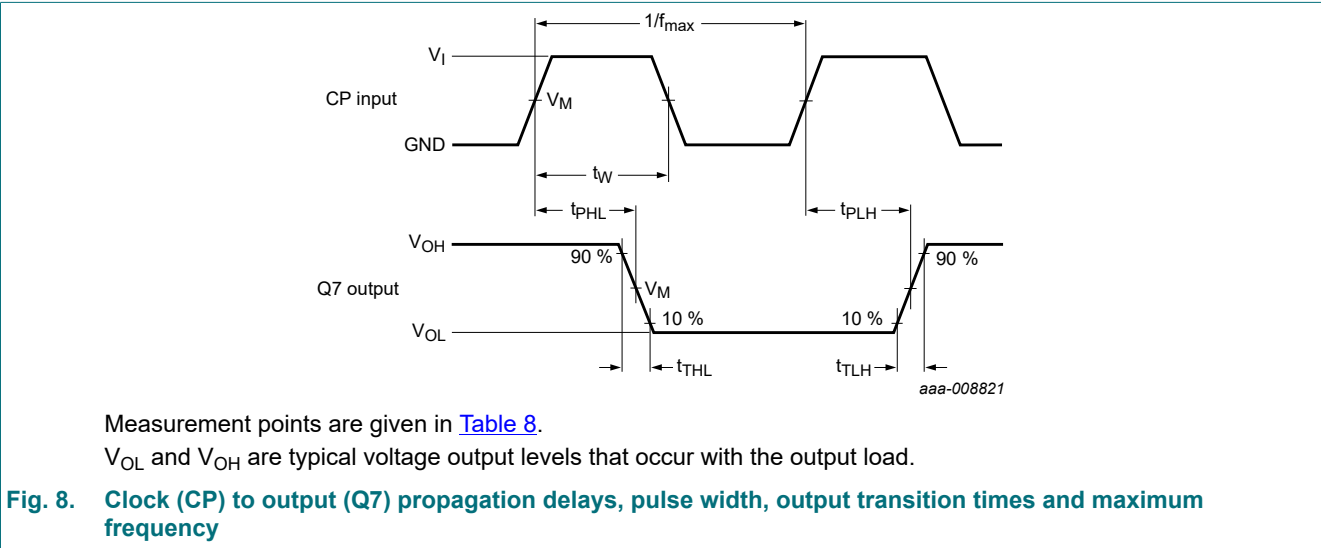 1/fmax
VI
CP input
VM
GND
tW
tPHL
tPLH
VOH
90 %
90 %
Q7 output
VM
10 %
10 %
VOL
tTHL
tTLH
aaa-008821
Measurement points are given in Table 8.
VOL and VOH are typical voltage output levels that occur with the output load.
Fig. 8. Clock (CP) to output (Q7) propagation delays, pulse width, output transition times and maximum
frequency